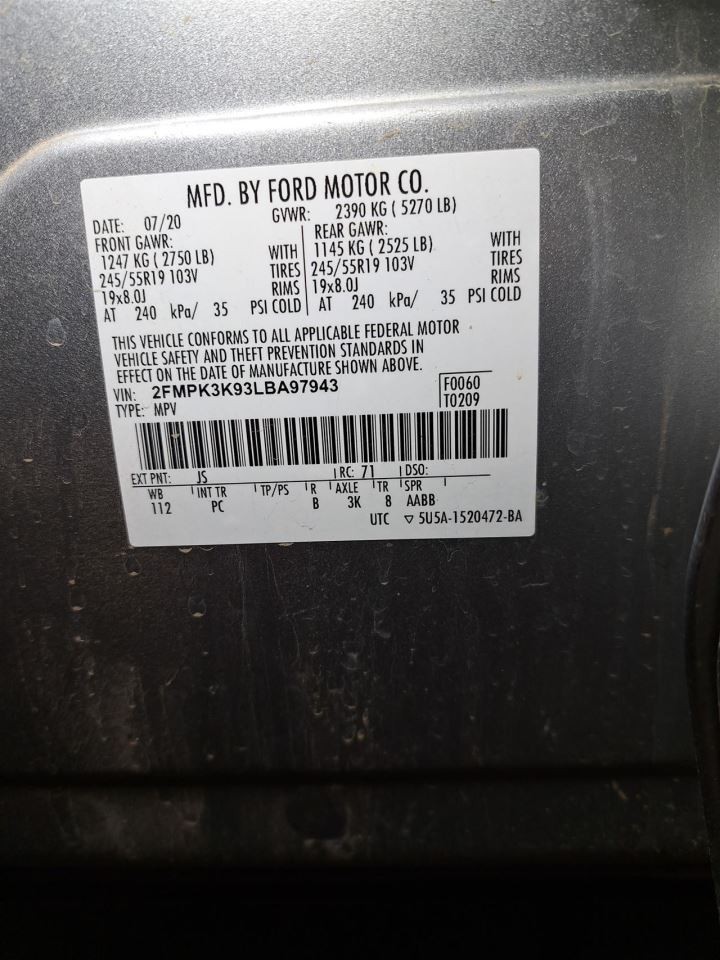 MFD. BY FORD MOTOR CO.
DATE: 07/20 GVWR: 2390 KG ( 5270 LB)
FRONT GAWR: REAR GAWR:
1247 KG ( 2750 LB) WITH 1145 KG ( 2525 LB) WITH
245/55R19 103V TIRES 245/55R19 103V TIRES
19x8.0J RIMS 19x8.0J RIMS
AT 240 kPa/ 35 PSI COLD AT 240 kPa/ 35 PSI COLD
THIS VEHICLE CONFORMS TO ALL APPLICABLE FEDERAL MOTOR
VEHICLE SAFETY AND THEFT PREVENTION STANDARDS IN
EFFECT ON THE DATE OF MANUFACTURE SHOWN ABOVE.
VIN: 2FMPK3K93LBA97943 F0060
TYPE: MPV T0209
EXT PNT: JS RC: 71 DSO:
WB INT TR TP/PS R AXLE TR SPR
112 PC B 3K 8 AABB
UTC ▽ 5U5A-1520472-BA